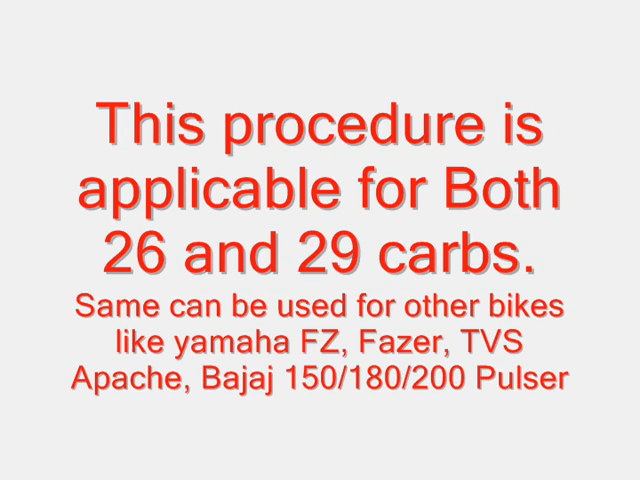 This procedure is
applicable for Both
26 and 29 carbs.
Same can be used for other bikes
like yamaha FZ, Fazer, TVS
Apache, Bajaj 150/180/200 Pulser